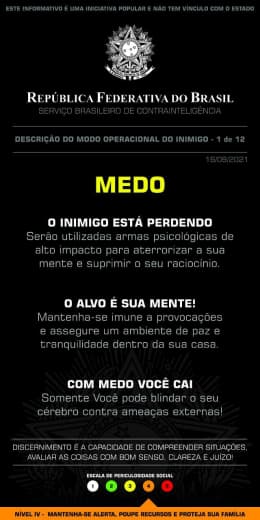 ESTE INFORMATIVO É UMA INICIATIVA POPULAR E NÃO TEM VÍNCULO COM O ESTADO
REPÚBLICA FEDERATIVA DO BRASIL
SERVIÇO BRASILEIRO DE CONTRAINTELIGÊNCIA
DESCRIÇÃO DO MODO OPERACIONAL DO INIMIGO - 1 de 12
15/08/2021
MEDO
O INIMIGO ESTÁ PERDENDO
Serão utilizadas armas psicológicas de
alto impacto para aterrorizar a sua
mente e suprimir o seu raciocínio.
O ALVO É SUA MENTE!
Mantenha-se imune a provocações
e assegure um ambiente de paz e
tranquilidade dentro da sua casa.
COM MEDO VOCÊ CAI
Somente Você pode blindar o seu
cérebro contra ameaças externas!
DISCERNIMENTO É A CAPACIDADE DE COMPREENDER SITUAÇÕES,
AVALIAR AS COISAS COM BOM SENSO, CLAREZA E JUÍZO!
ESCALA DE PERICULOSIDADE SOCIAL
1 2 3 4 5
NÍVEL IV - MANTENHA-SE ALERTA, POUPE RECURSOS E PROTEJA SUA FAMÍLIA